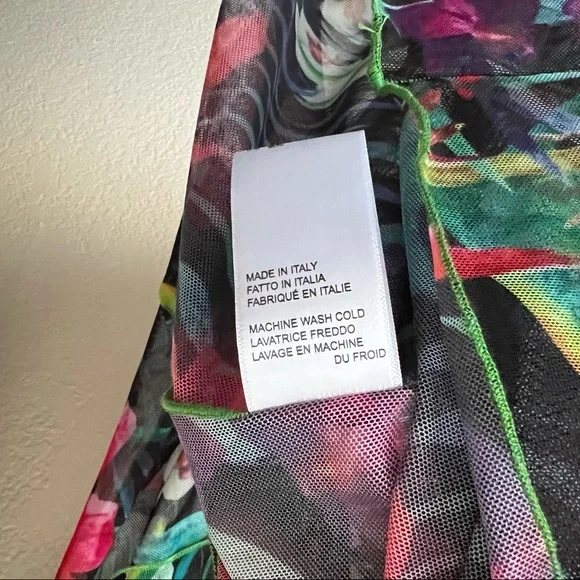 MADE IN ITALY
FATTO IN ITALIA
FABRIQUÉ EN ITALIE
MACHINE WASH COLD
LAVATRICE FREDDO
LAVAGE EN MACHINE
DU FROID